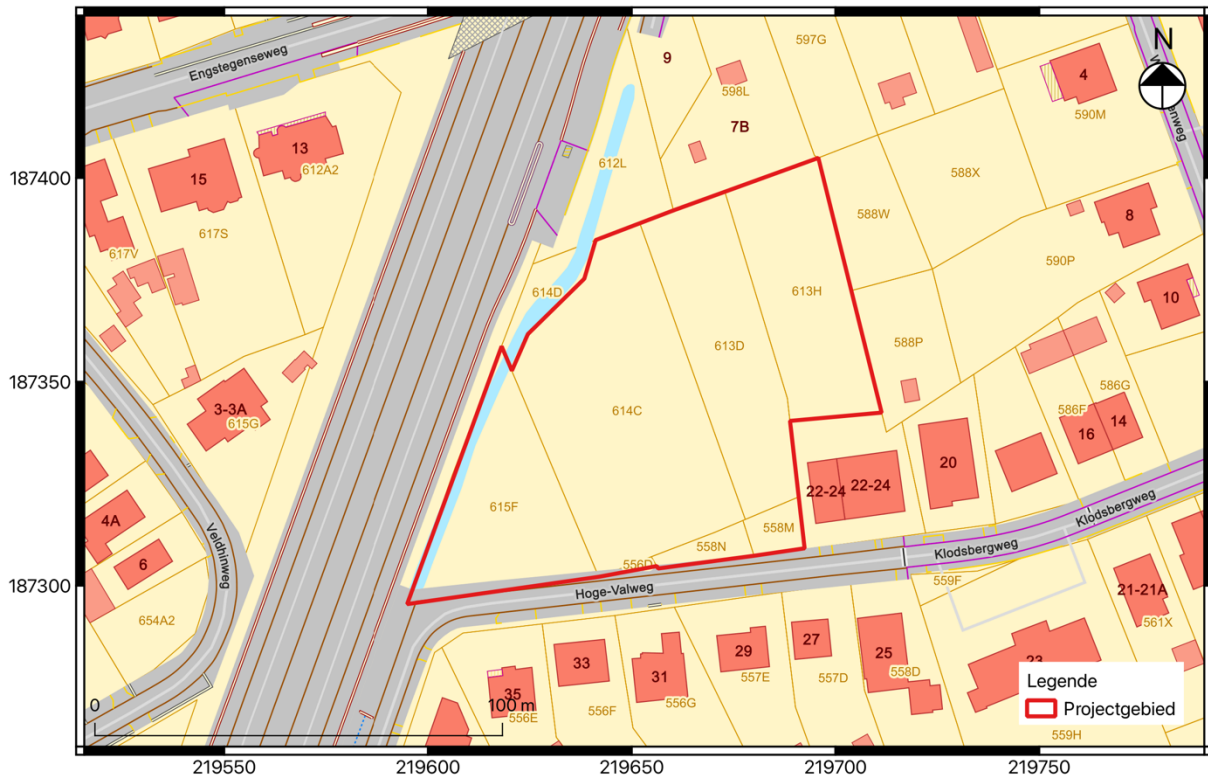 Engstegenseweg
9
597G
598L
7B
N
4
590M
187400
13
612A2
15
617S
617V
612L
588X
588W
8
590P
10
614D
613H
613D
588P
187350
3-3A
615G
614C
586G
586F
14
16
20
22-24
22-24
4A
6
Veldhinweg
615F
558M
558N
556D
Klodsbergweg
Klodsbergweg
187300
Hoge-Valweg
559F
21-21A
561X
654A2
27
29
33
31
25
23
35
557E
557D
558D
556G
556F
556E
559H
0
100 m
Legende
Projectgebied
219550
219600
219650
219700
219750